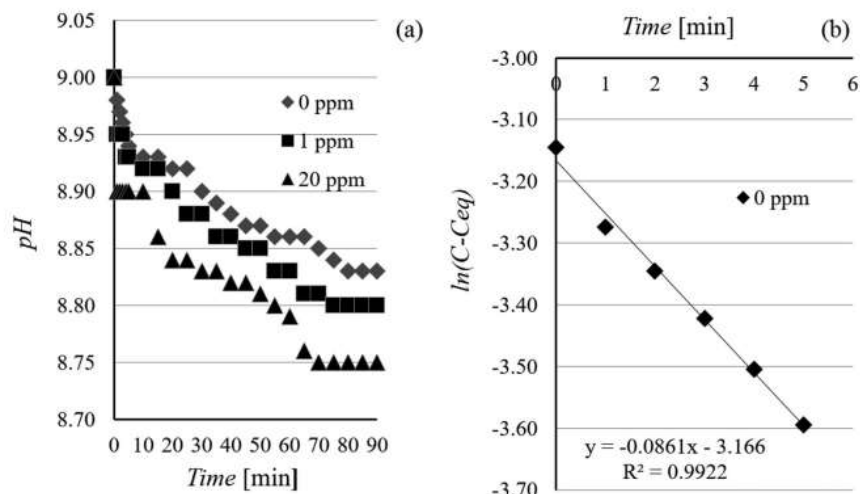 (a)
9.05
9.00
8.95
8.90
8.85
8.80
8.75
8.70
pH
0 ppm
1 ppm
20 ppm
0 10 20 30 40 50 60 70 80 90
Time [min]
(b)
Time [min]
0 1 2 3 4 5 6
-3.00
-3.10
-3.20
-3.30
-3.40
-3.50
-3.60
-3.70
ln(C-Ceq)
0 ppm
y = -0.0861x - 3.166
R² = 0.9922